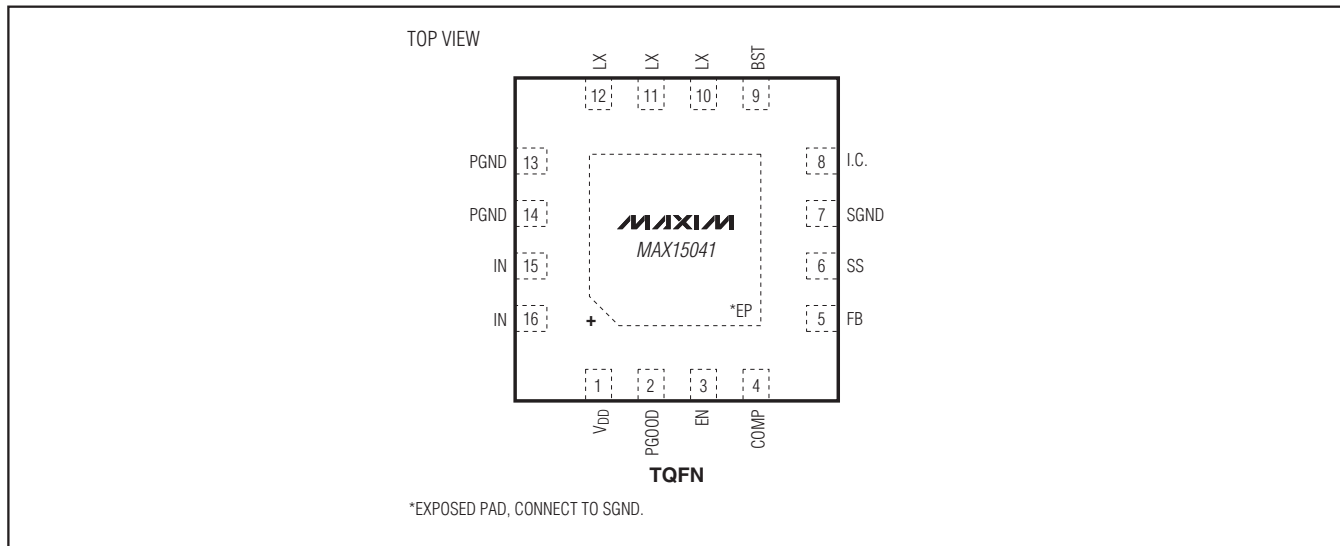 TOP VIEW
LX LX LX BST
12 11 10 9
PGND 13
8 I.C.
PGND 14
7 SGND
MAXIM
MAX15041
IN 15
6 SS
*EP
IN 16
+
5 FB
1 2 3 4
VDD PGOOD EN COMP
TQFN
*EXPOSED PAD, CONNECT TO SGND.